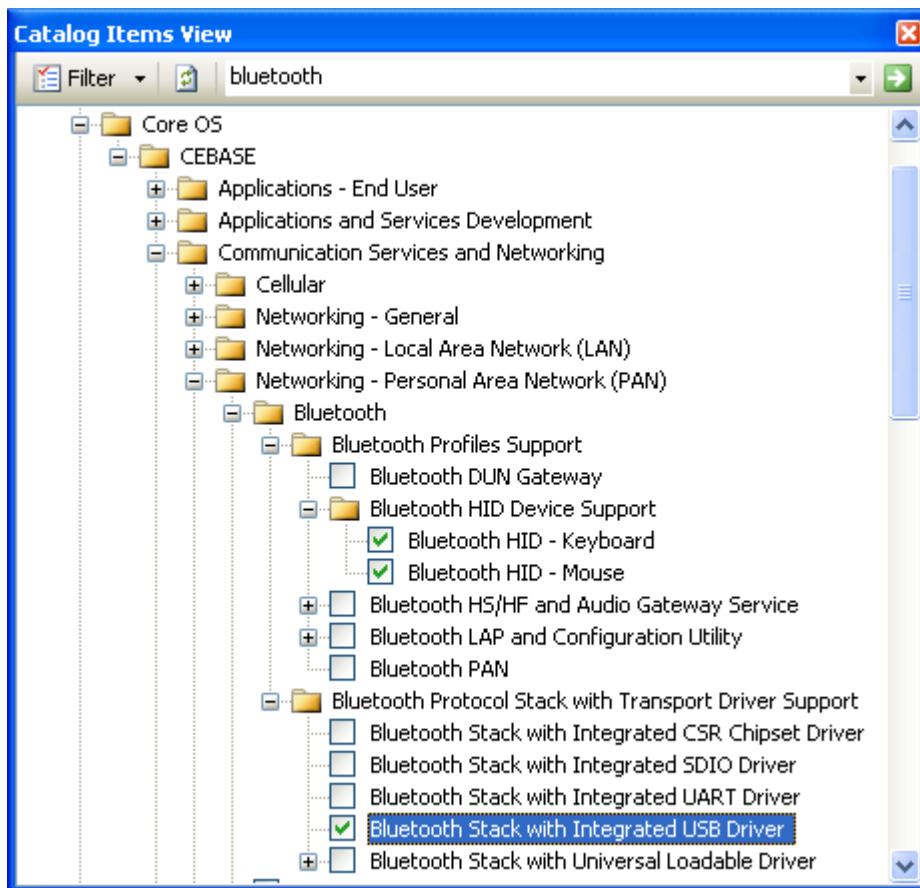 Catalog Items View
Filter bluetooth
Core OS
CEBASE
Applications - End User
Applications and Services Development
Communication Services and Networking
Cellular
Networking - General
Networking - Local Area Network (LAN)
Networking - Personal Area Network (PAN)
Bluetooth
Bluetooth Profiles Support
Bluetooth DUN Gateway
Bluetooth HID Device Support
Bluetooth HID - Keyboard
Bluetooth HID - Mouse
Bluetooth HS/HF and Audio Gateway Service
Bluetooth LAP and Configuration Utility
Bluetooth PAN
Bluetooth Protocol Stack with Transport Driver Support
Bluetooth Stack with Integrated CSR Chipset Driver
Bluetooth Stack with Integrated SDIO Driver
Bluetooth Stack with Integrated UART Driver
Bluetooth Stack with Integrated USB Driver
Bluetooth Stack with Universal Loadable Driver